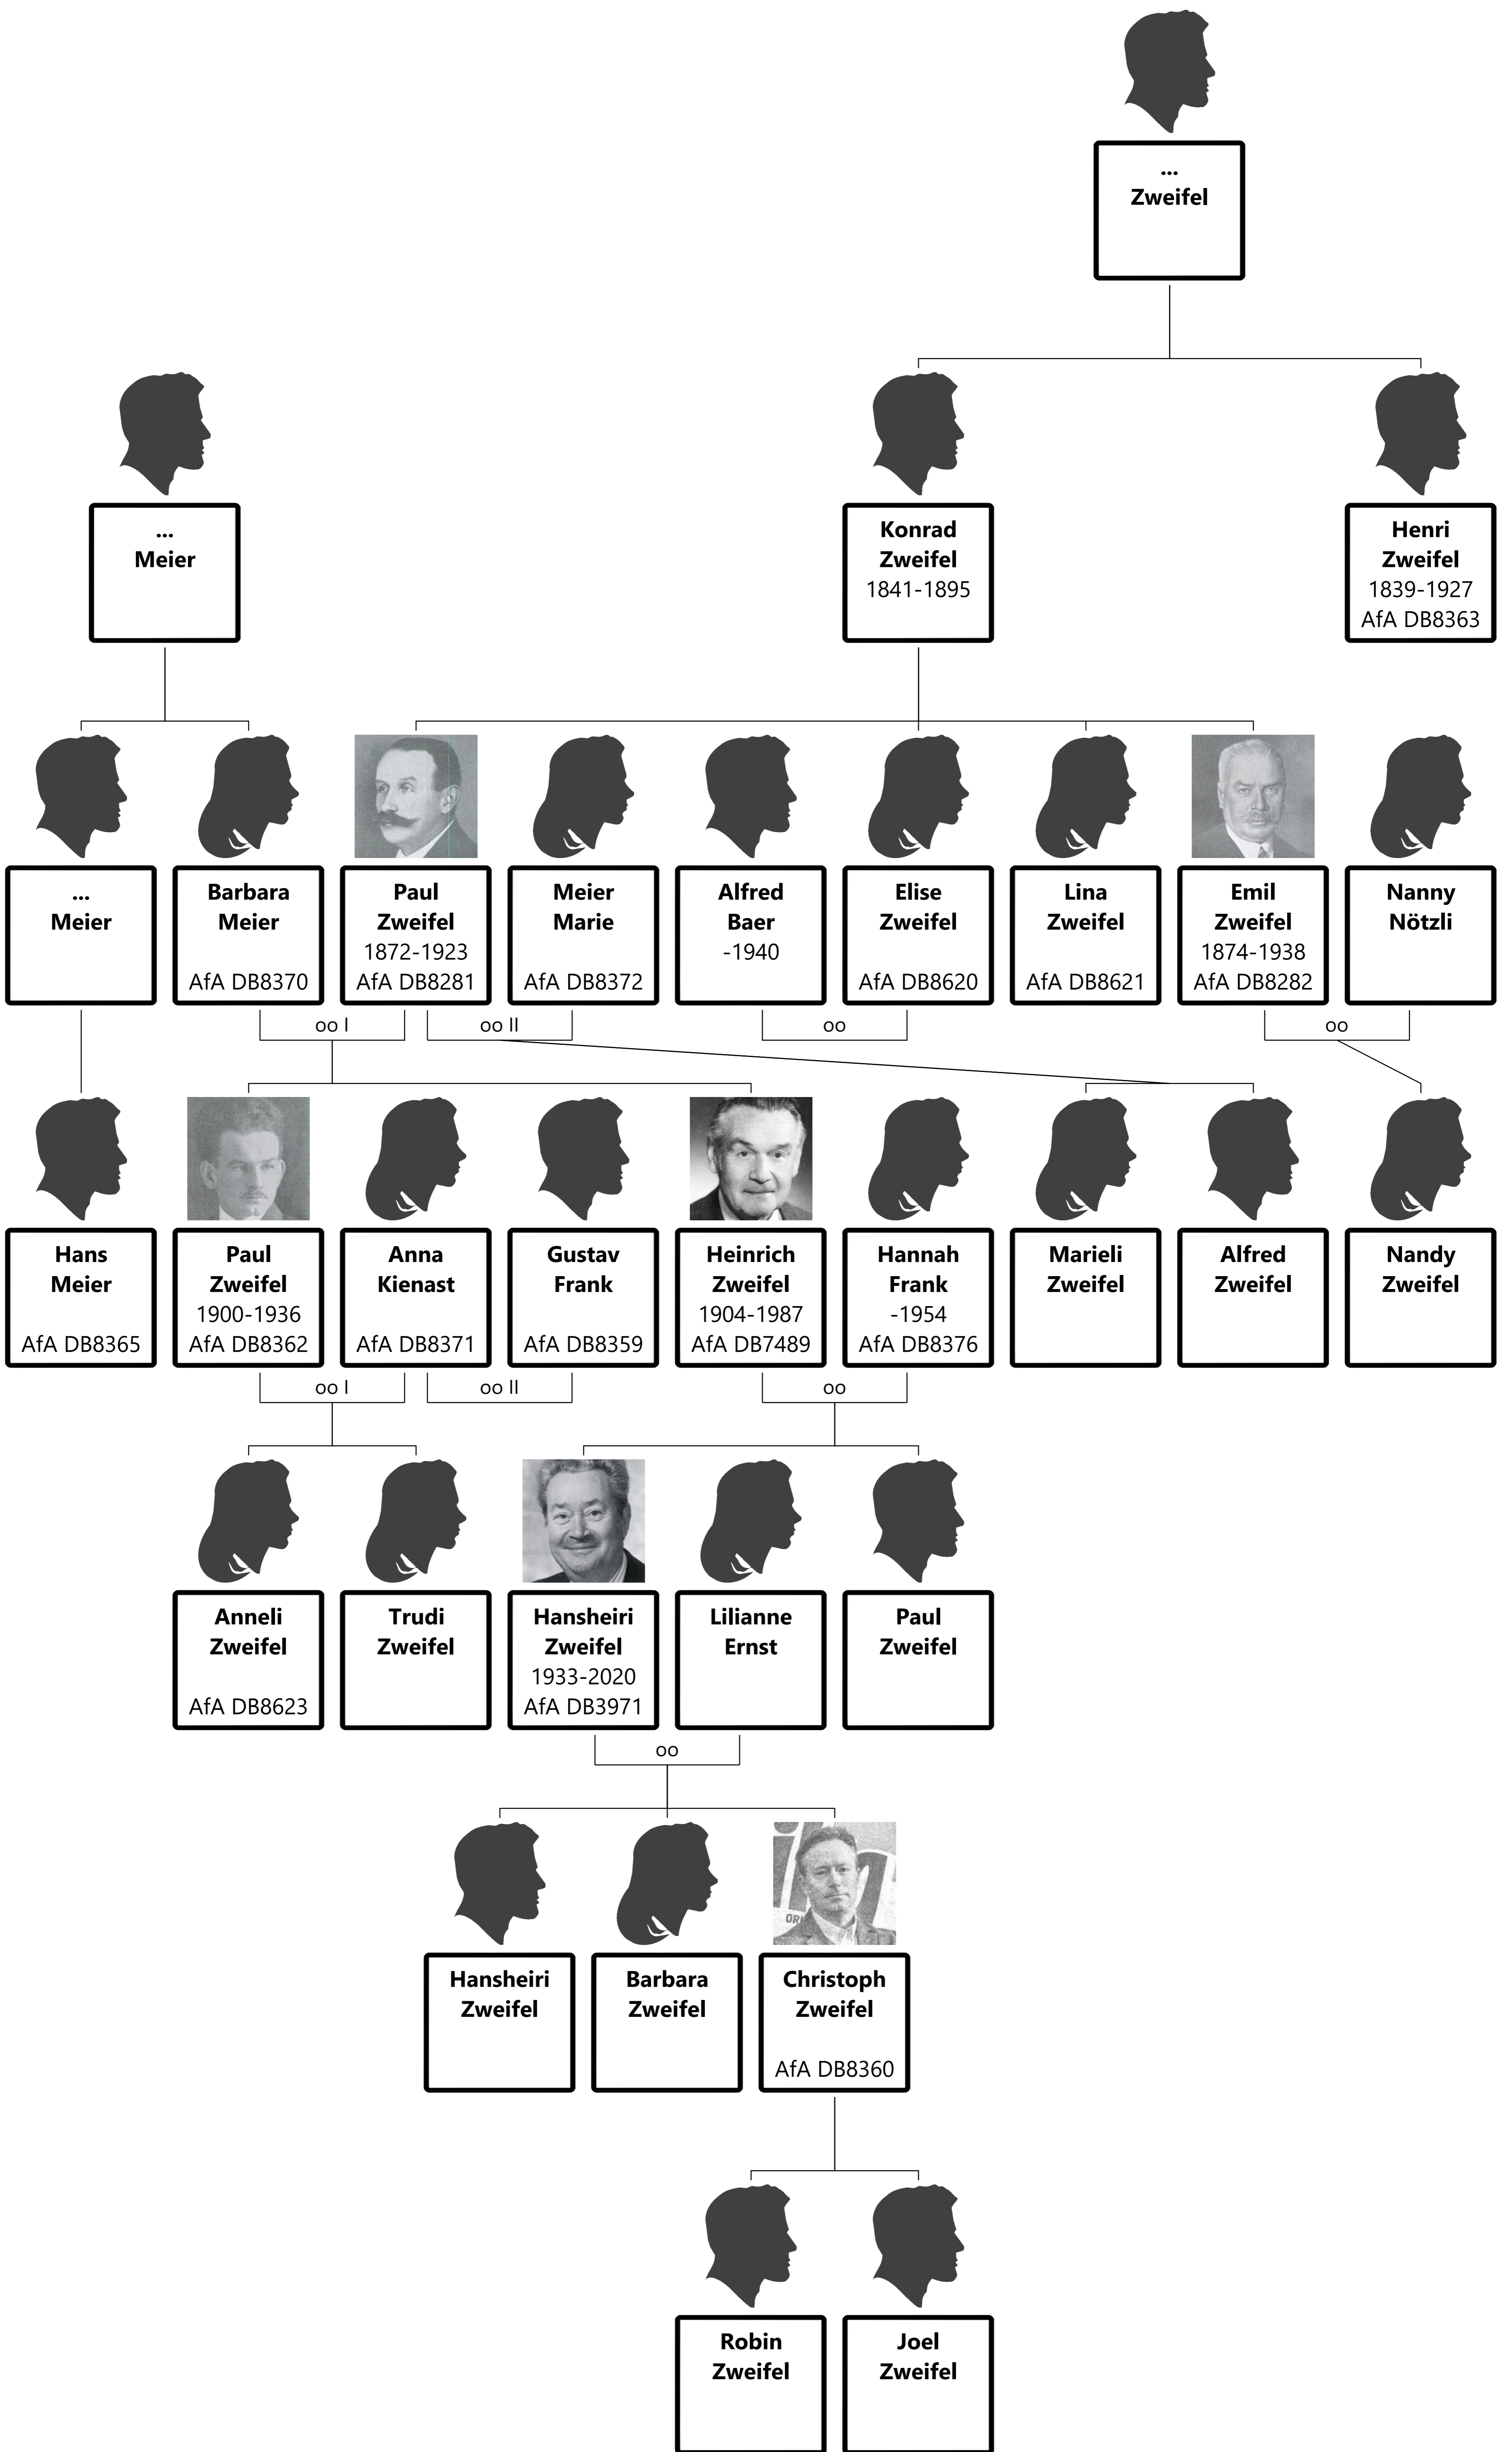 ...
Zweifel
...
Meier
Konrad
Zweifel
1841-1895
Henri
Zweifel
1839-1927
AfA DB8363
...
Meier
Barbara
Meier
AfA DB8370
Paul
Zweifel
1872-1923
AfA DB8281
Meier
Marie
AfA DB8372
Alfred
Baer
-1940
Elise
Zweifel
AfA DB8620
Lina
Zweifel
AfA DB8621
Emil
Zweifel
1874-1938
AfA DB8282
Nanny
Nötzli
oo I
oo II
oo
oo
Hans
Meier
AfA DB8365
Paul
Zweifel
1900-1936
AfA DB8362
Anna
Kienast
AfA DB8371
Gustav
Frank
AfA DB8359
Heinrich
Zweifel
1904-1987
AfA DB7489
Hannah
Frank
-1954
AfA DB8376
Marieli
Zweifel
Alfred
Zweifel
Nandy
Zweifel
oo I
oo II
oo
Anneli
Zweifel
AfA DB8623
Trudi
Zweifel
Hansheiri
Zweifel
1933-2020
AfA DB3971
Lilianne
Ernst
Paul
Zweifel
oo
Hansheiri
Zweifel
Barbara
Zweifel
Christoph
Zweifel
AfA DB8360
Robin
Zweifel
Joel
Zweifel